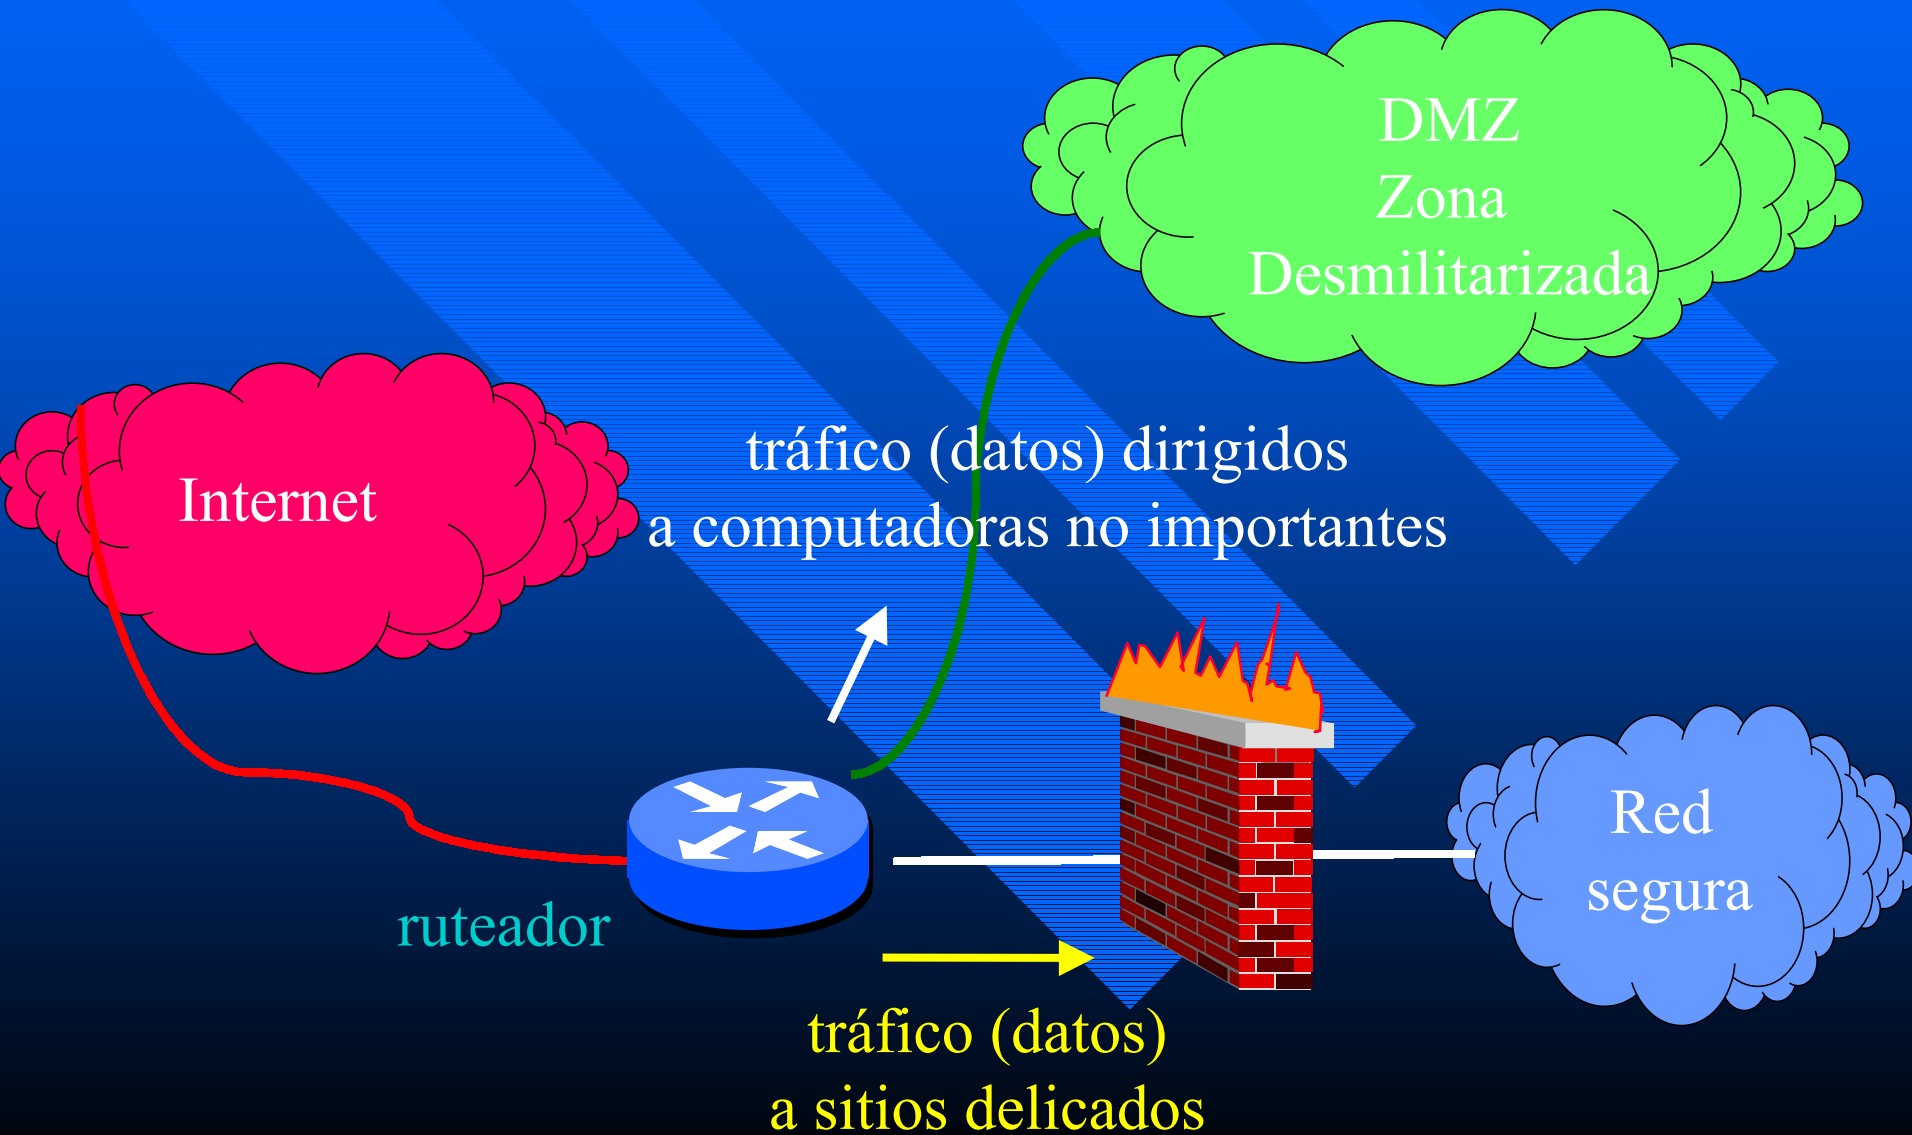 DMZ
Zona
Desmilitarizada
Internet
tráfico (datos) dirigidos
a computadoras no importantes
Red
segura
ruteador
tráfico (datos)
a sitios delicados